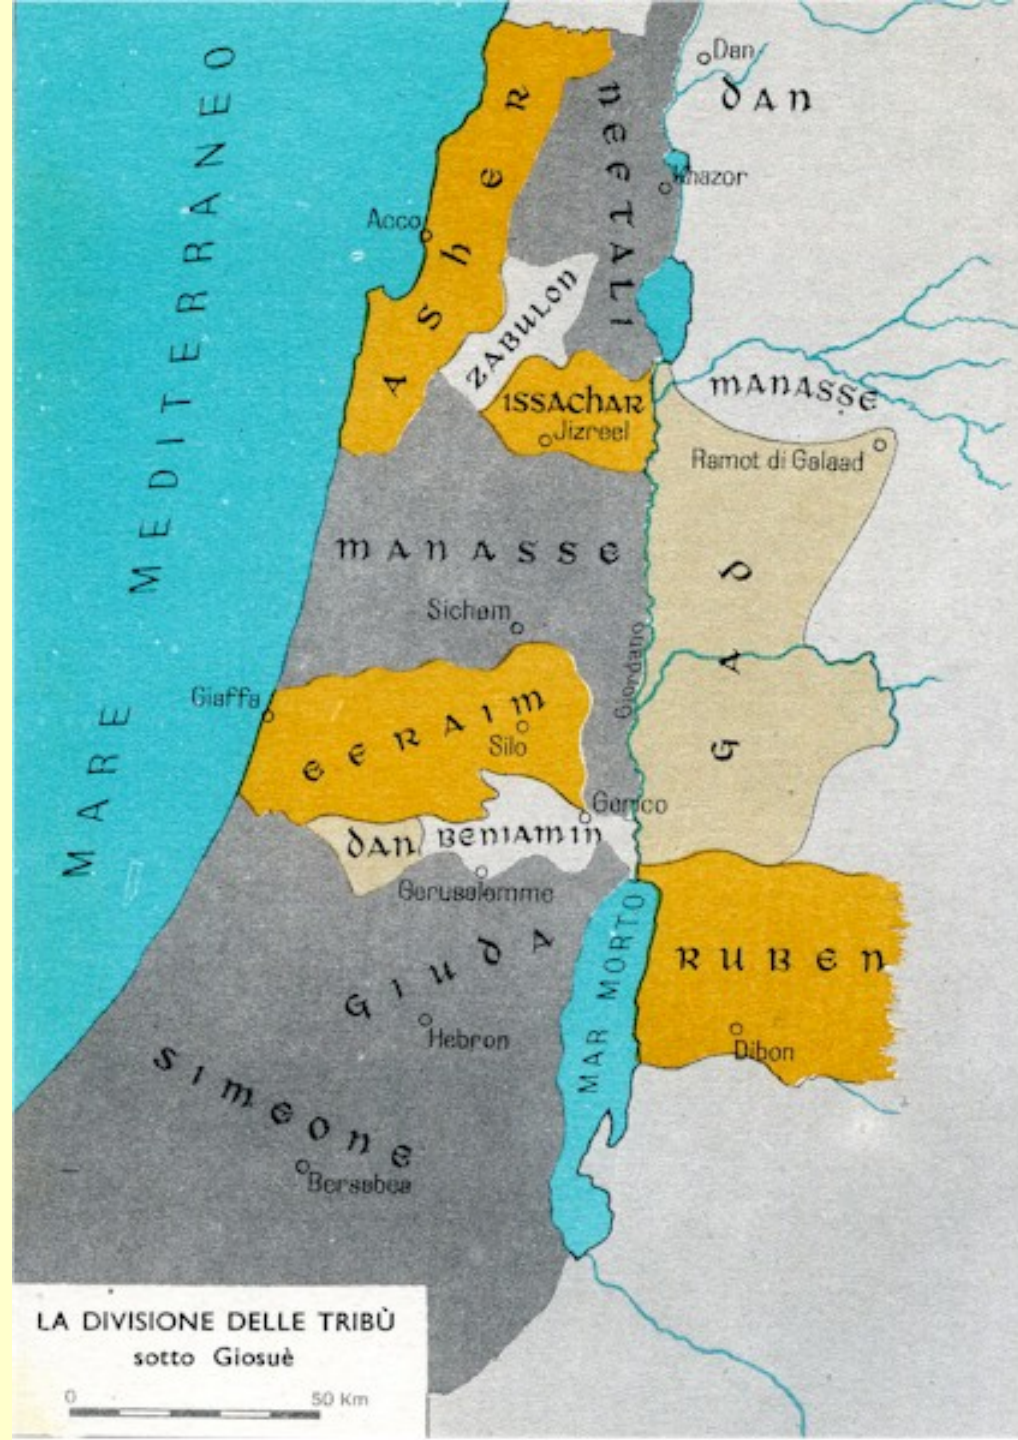 Dan
DAN
ASHER
NEFTALI
Khazor
Acco
ZABULON
MANASSE
ISSACHAR
Jizreel
Ramot di Galaad
MARE MEDITERRANEO
MANASSE
GAD
Sichem
Giordano
Giaffa
EFRAIM
Silo
Gerico
DAN
BENIAMIN
Gerusalemme
GIUDA
MAR MORTO
RUBEN
Hebron
Dibon
SIMEONE
Bersabea
LA DIVISIONE DELLE TRIBÙ
sotto Giosuè
0 50 Km